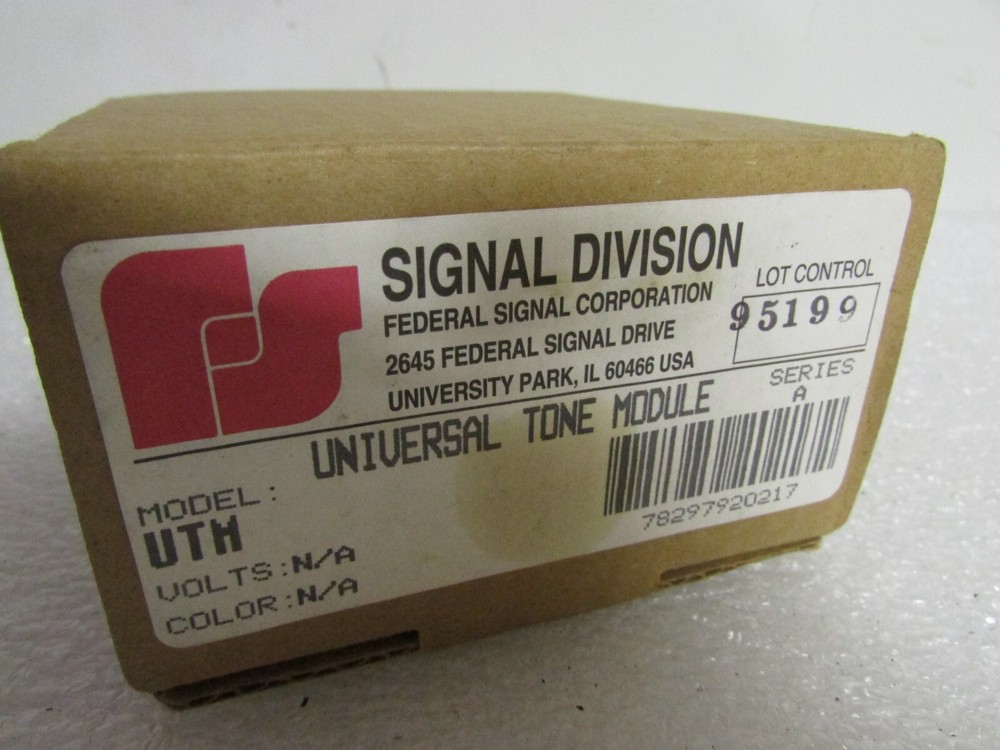 SIGNAL DIVISION
FEDERAL SIGNAL CORPORATION
2645 FEDERAL SIGNAL DRIVE
UNIVERSITY PARK, IL 60466 USA
LOT CONTROL
95199
SERIES
A
UNIVERSAL TONE MODULE
MODEL:
UTM
VOLTS:N/A
COLOR:N/A
78297920217